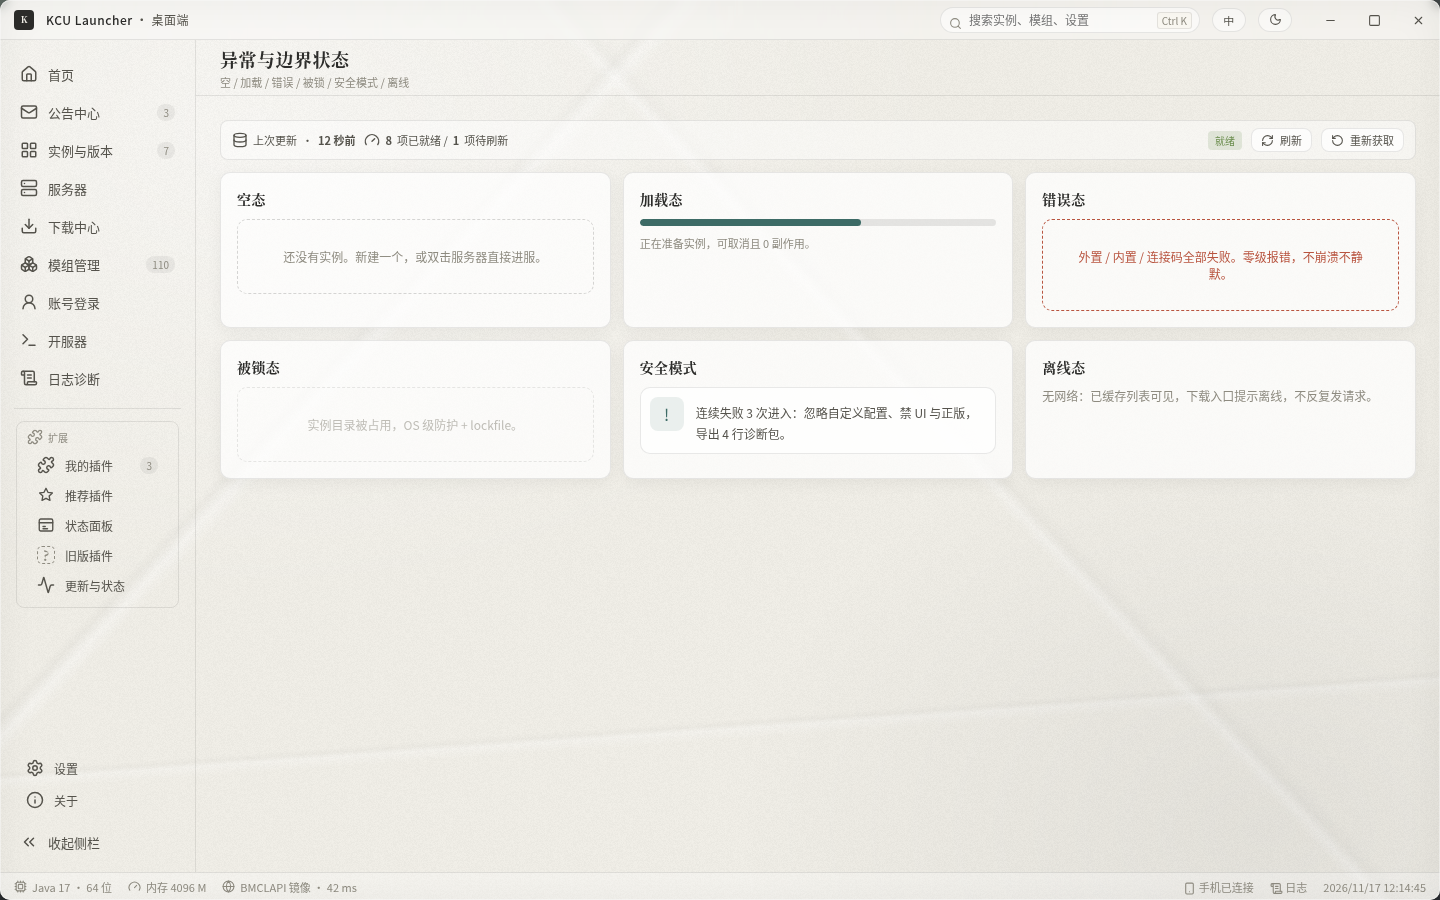 K KCU Launcher · 桌面端
搜索实例、模组、设置 Ctrl K 中
首页
公告中心 3
实例与版本 7
服务器
下载中心
模组管理 110
账号登录
开服器
日志诊断
扩展
我的插件 3
推荐插件
状态面板
? 旧版插件
更新与状态
设置
关于
收起侧栏
异常与边界状态
空 / 加载 / 错误 / 被锁 / 安全模式 / 离线
上次更新 · 12 秒前 8 项已就绪 / 1 项待刷新 就绪 刷新 重新获取
空态
还没有实例。新建一个，或双击服务器直接进服。
加载态
正在准备实例，可取消且 0 副作用。
错误态
外置 / 内置 / 连接码全部失败。零级报错，不崩溃不静
默。
被锁态
实例目录被占用，OS 级防护 + lockfile。
安全模式
!
连续失败 3 次进入：忽略自定义配置、禁 UI 与正版，
导出 4 行诊断包。
离线态
无网络：已缓存列表可见，下载入口提示离线，不反复发请求。
Java 17 · 64 位 内存 4096 M BMCLAPI 镜像 · 42 ms
手机已连接 日志 2026/11/17 12:14:45